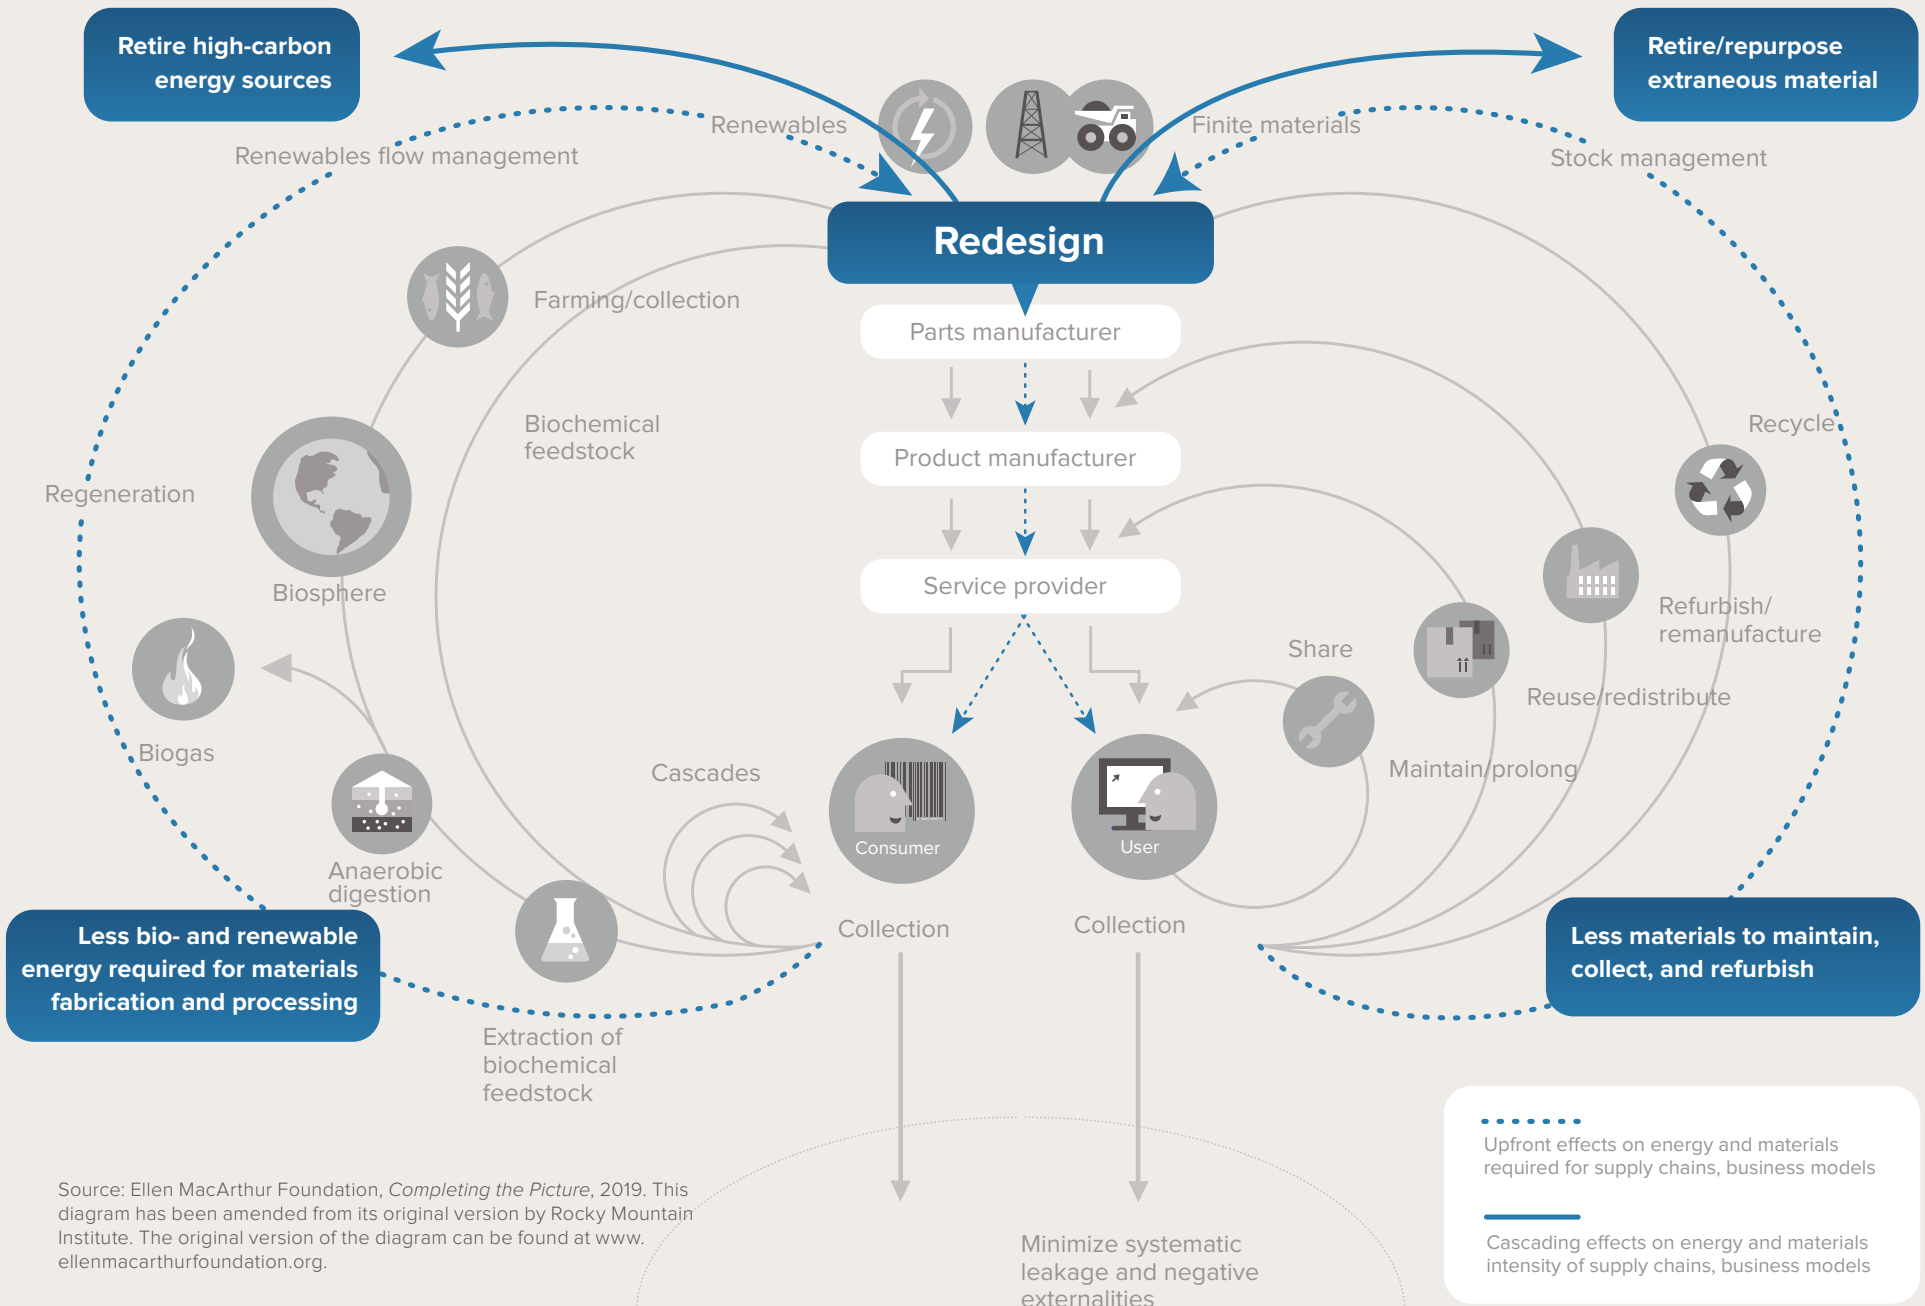 Retire high-carbon
energy sources
Retire/repurpose
extraneous material
Renewables
Finite materials
Renewables flow management
Stock management
Redesign
Farming/collection
Parts manufacturer
Biochemical
feedstock
Recycle
Product manufacturer
Regeneration
Biosphere
Service provider
Refurbish/
remanufacture
Share
Reuse/redistribute
Biogas
Cascades
Maintain/prolong
Consumer
User
Anaerobic
digestion
Collection
Collection
Less bio- and renewable
energy required for materials
fabrication and processing
Less materials to maintain,
collect, and refurbish
Extraction of
biochemical
feedstock
Upfront effects on energy and materials
required for supply chains, business models
Cascading effects on energy and materials
intensity of supply chains, business models
Source: Ellen MacArthur Foundation, Completing the Picture, 2019. This
diagram has been amended from its original version by Rocky Mountain
Institute. The original version of the diagram can be found at www.
ellenmacarthurfoundation.org.
Minimize systematic
leakage and negative
externalities